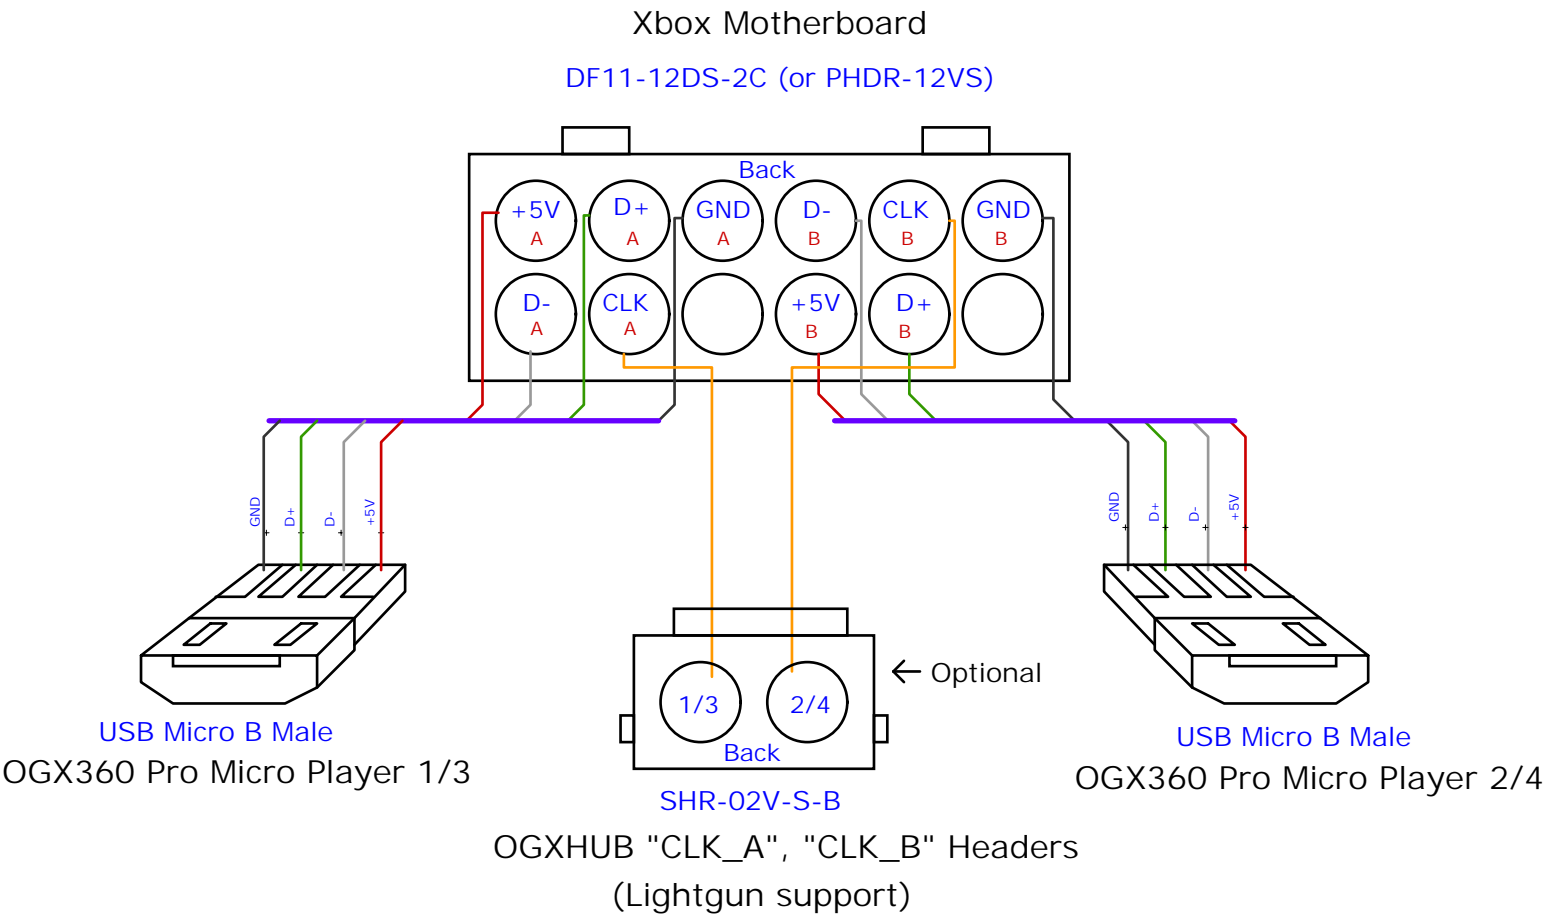 Xbox Motherboard
DF11-12DS-2C (or PHDR-12VS)
Back
+5V D+ GND D- CLK GND
A A A B B B
D- CLK +5V D+
A A B B
GND D+ D- +5V
GND D+ D- +5V
← Optional
1/3 2/4
Back
USB Micro B Male
OGX360 Pro Micro Player 1/3
USB Micro B Male
OGX360 Pro Micro Player 2/4
SHR-02V-S-B
OGXHUB "CLK_A", "CLK_B" Headers
(Lightgun support)